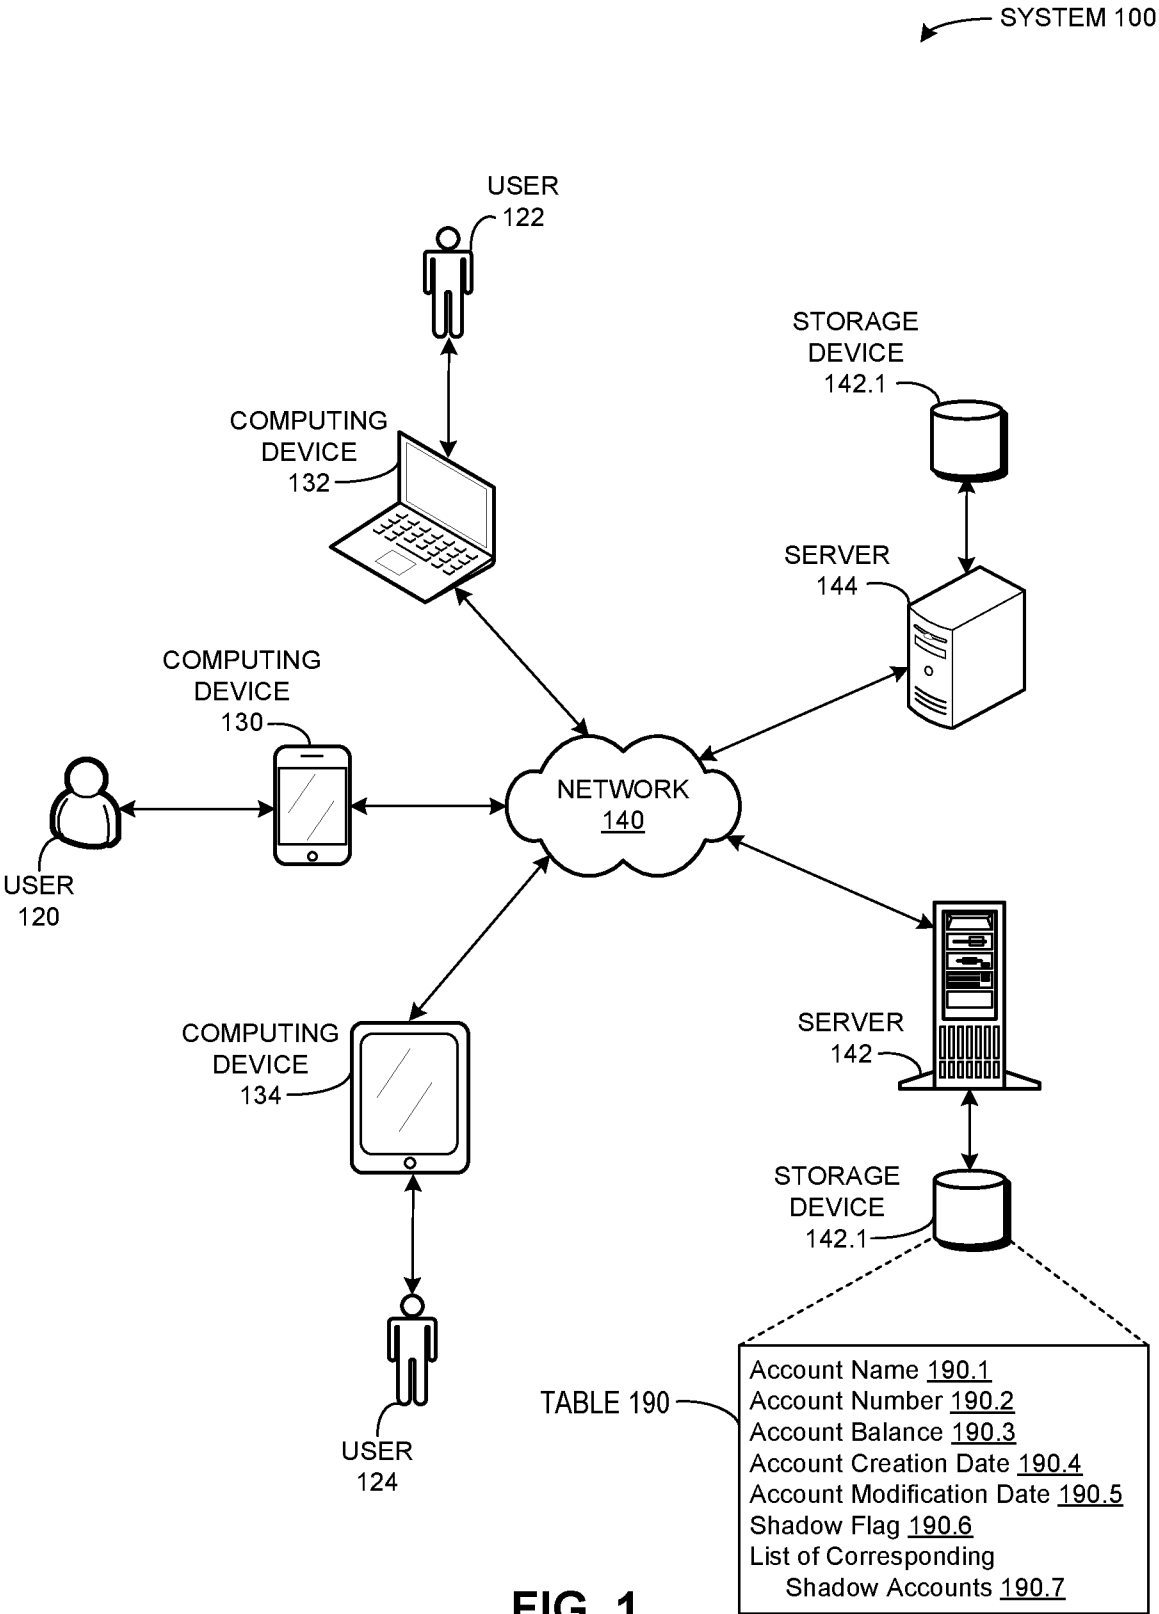 SYSTEM 100
USER
122
STORAGE
DEVICE
142.1
COMPUTING
DEVICE
132
SERVER
144
COMPUTING
DEVICE
130
NETWORK
140
USER
120
COMPUTING
DEVICE
134
SERVER
142
STORAGE
DEVICE
142.1
USER
124
TABLE 190
Account Name 190.1
Account Number 190.2
Account Balance 190.3
Account Creation Date 190.4
Account Modification Date 190.5
Shadow Flag 190.6
List of Corresponding
Shadow Accounts 190.7
FIG. 1